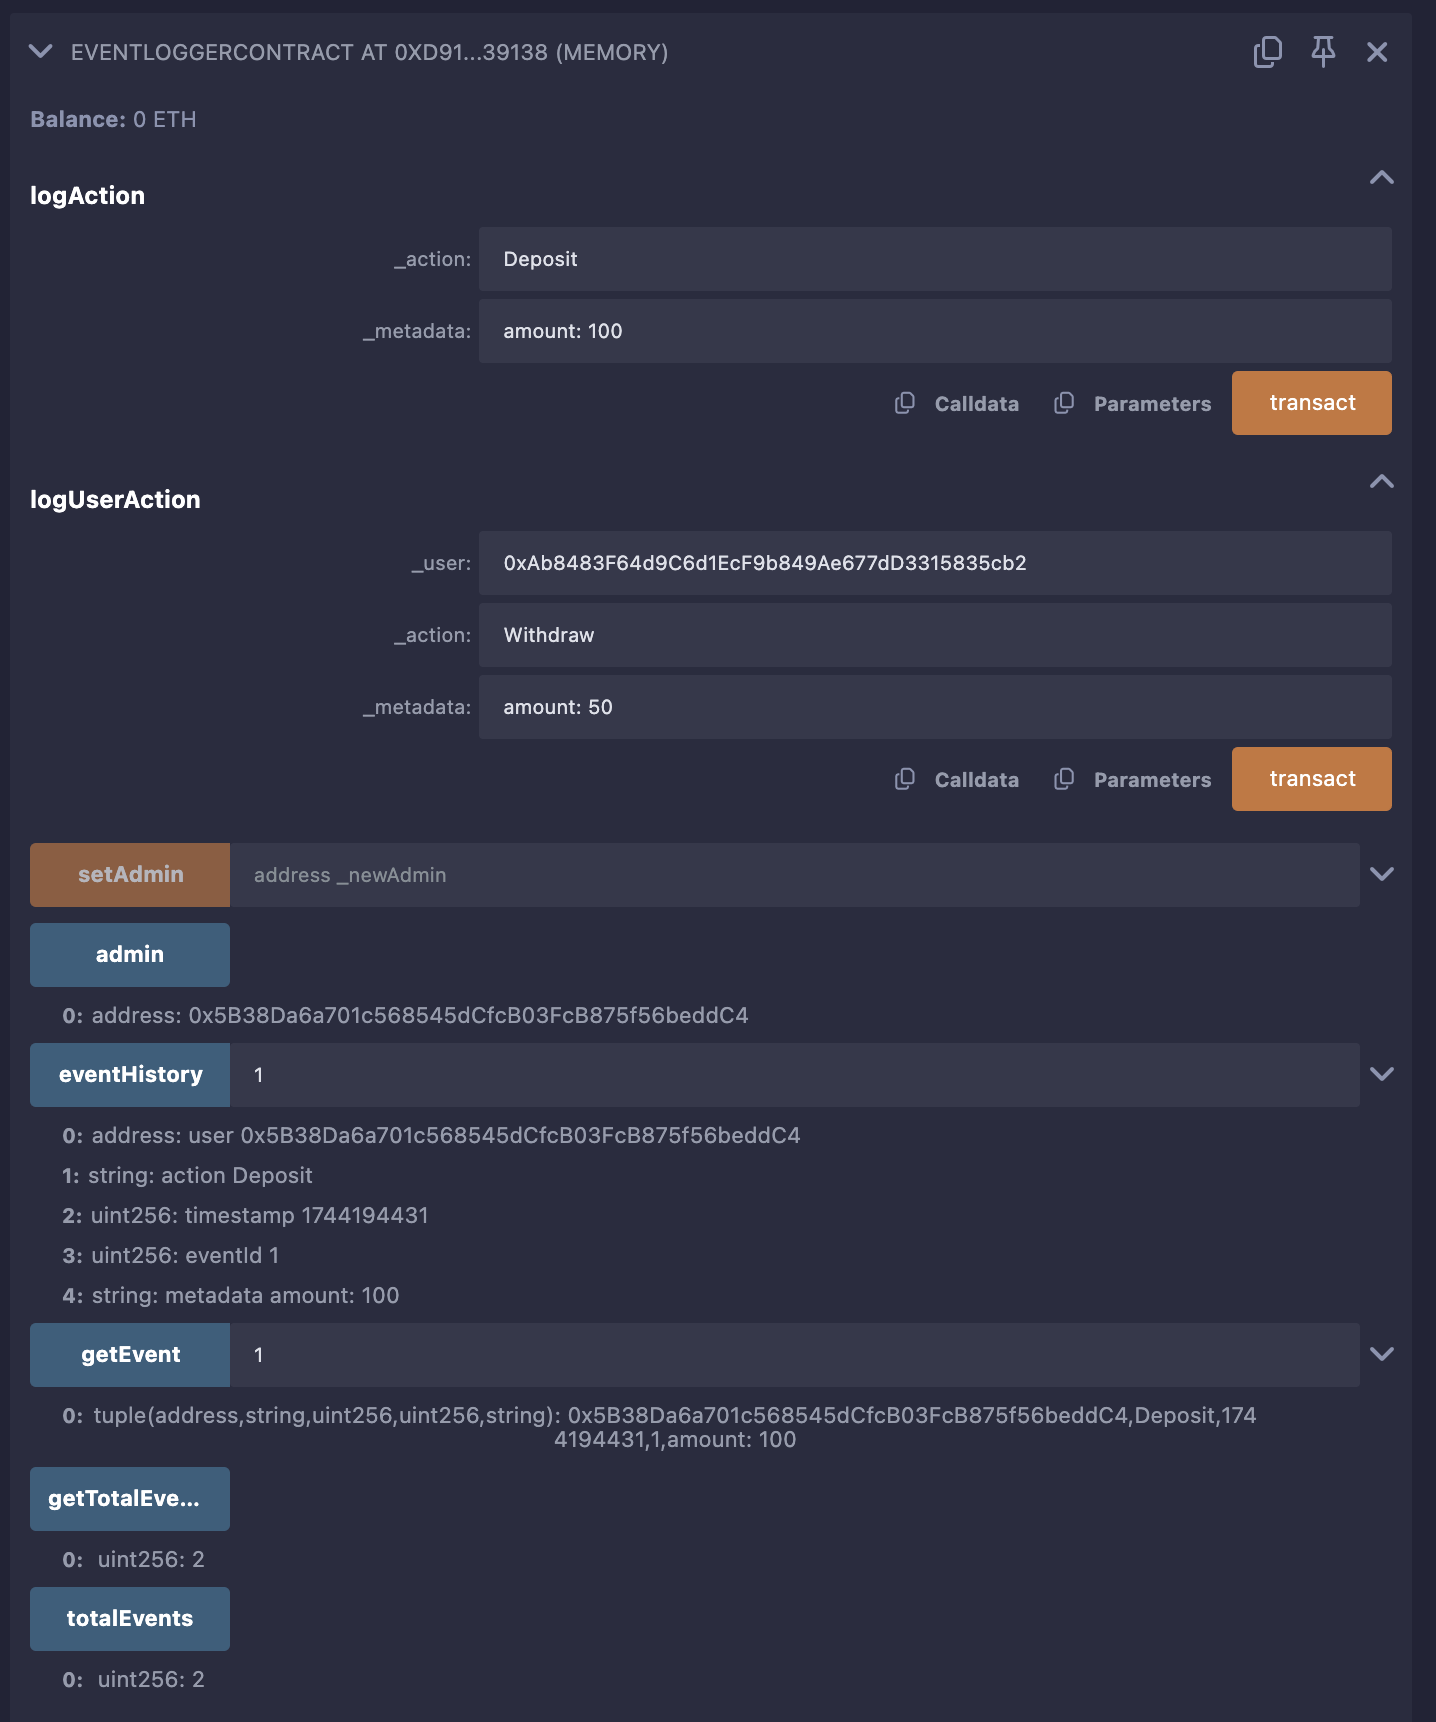 EVENTLOGGERCONTRACT AT 0XD91...39138 (MEMORY)
Balance: 0 ETH
logAction
_action: Deposit
_metadata: amount: 100
Calldata Parameters transact
logUserAction
_user: 0xAb8483F64d9C6d1EcF9b849Ae677dD3315835cb2
_action: Withdraw
_metadata: amount: 50
Calldata Parameters transact
setAdmin address _newAdmin
admin
0: address: 0x5B38Da6a701c568545dCfcB03FcB875f56beddC4
eventHistory 1
0: address: user 0x5B38Da6a701c568545dCfcB03FcB875f56beddC4
1: string: action Deposit
2: uint256: timestamp 1744194431
3: uint256: eventId 1
4: string: metadata amount: 100
getEvent 1
0: tuple(address,string,uint256,uint256,string): 0x5B38Da6a701c568545dCfcB03FcB875f56beddC4,Deposit,174
4194431,1,amount: 100
getTotalEve...
0: uint256: 2
totalEvents
0: uint256: 2